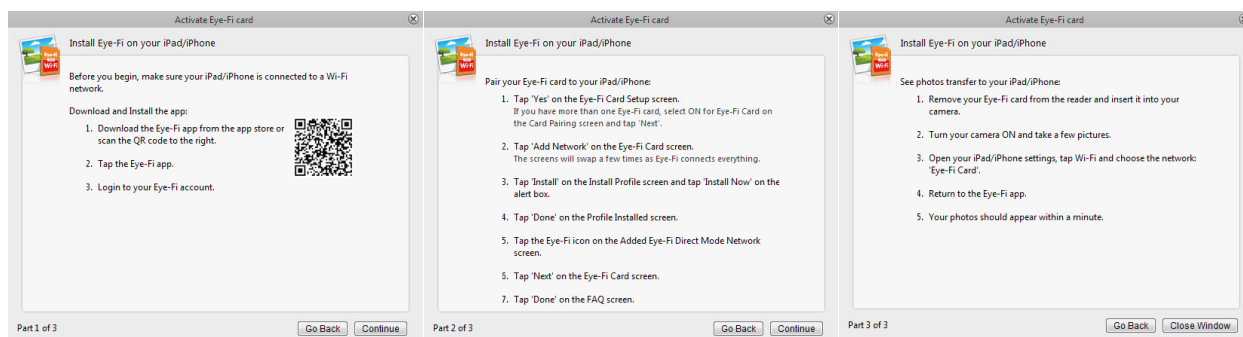 Activate Eye-Fi card
Install Eye-Fi on your iPad/iPhone
Before you begin, make sure your iPad/iPhone is connected to a Wi-Fi
network.
Download and Install the app:
1. Download the Eye-Fi app from the app store or
scan the QR code to the right.
2. Tap the Eye-Fi app.
3. Login to your Eye-Fi account.
Part 1 of 3
Go Back
Continue
Activate Eye-Fi card
Install Eye-Fi on your iPad/iPhone
Pair your Eye-Fi card to your iPad/iPhone:
1. Tap 'Yes' on the Eye-Fi Card Setup screen.
If you have more than one Eye-Fi card, select ON for Eye-Fi Card on
the Card Pairing screen and tap 'Next'.
2. Tap 'Add Network' on the Eye-Fi Card screen.
The screens will swap a few times as Eye-Fi connects everything.
3. Tap 'Install' on the Install Profile screen and tap 'Install Now' on the
alert box.
4. Tap 'Done' on the Profile Installed screen.
5. Tap the Eye-Fi icon on the Added Eye-Fi Direct Mode Network
screen.
6. Tap 'Next' on the Eye-Fi Card screen.
7. Tap 'Done' on the FAQ screen.
Part 2 of 3
Go Back
Continue
Activate Eye-Fi card
Install Eye-Fi on your iPad/iPhone
See photos transfer to your iPad/iPhone:
1. Remove your Eye-Fi card from the reader and insert it into your
camera.
2. Turn your camera ON and take a few pictures.
3. Open your iPad/iPhone settings, tap Wi-Fi and choose the network:
'Eye-Fi Card'.
4. Return to the Eye-Fi app.
5. Your photos should appear within a minute.
Part 3 of 3
Go Back
Close Window